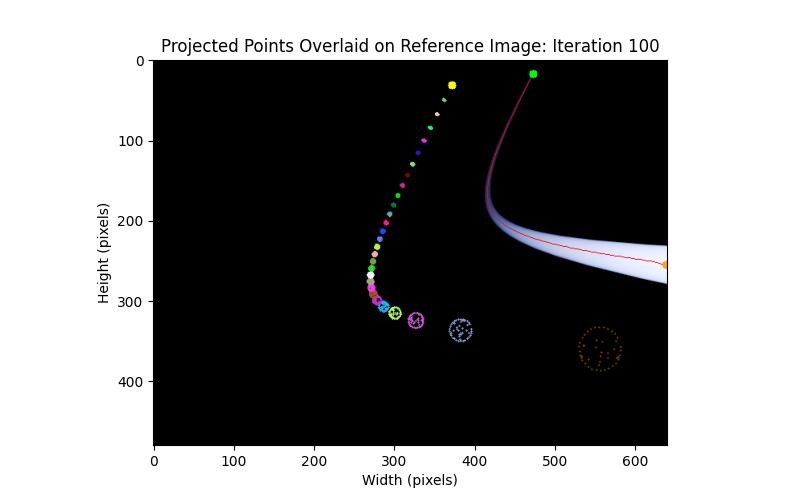 Projected Points Overlaid on Reference Image: Iteration 100
0
100
200
300
400
Height (pixels)
0 100 200 300 400 500 600
Width (pixels)